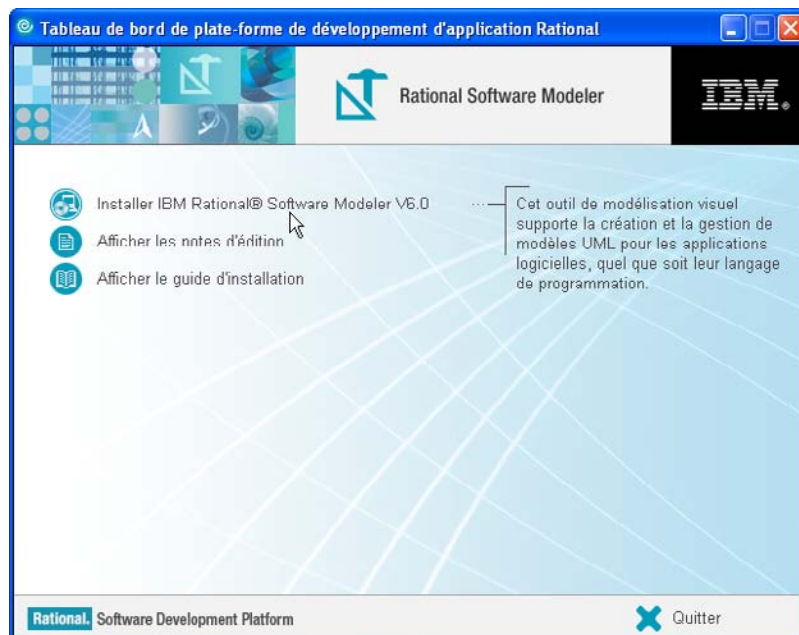 Tableau de bord de plate-forme de développement d'application Rational
Rational Software Modeler
IBM®
Installer IBM Rational® Software Modeler V6.0
Cet outil de modélisation visuel
supporte la création et la gestion de
modèles UML pour les applications
logicielles, quel que soit leur langage
de programmation.
Afficher les notes d'édition
Afficher le guide d'installation
Rational. Software Development Platform
Quitter